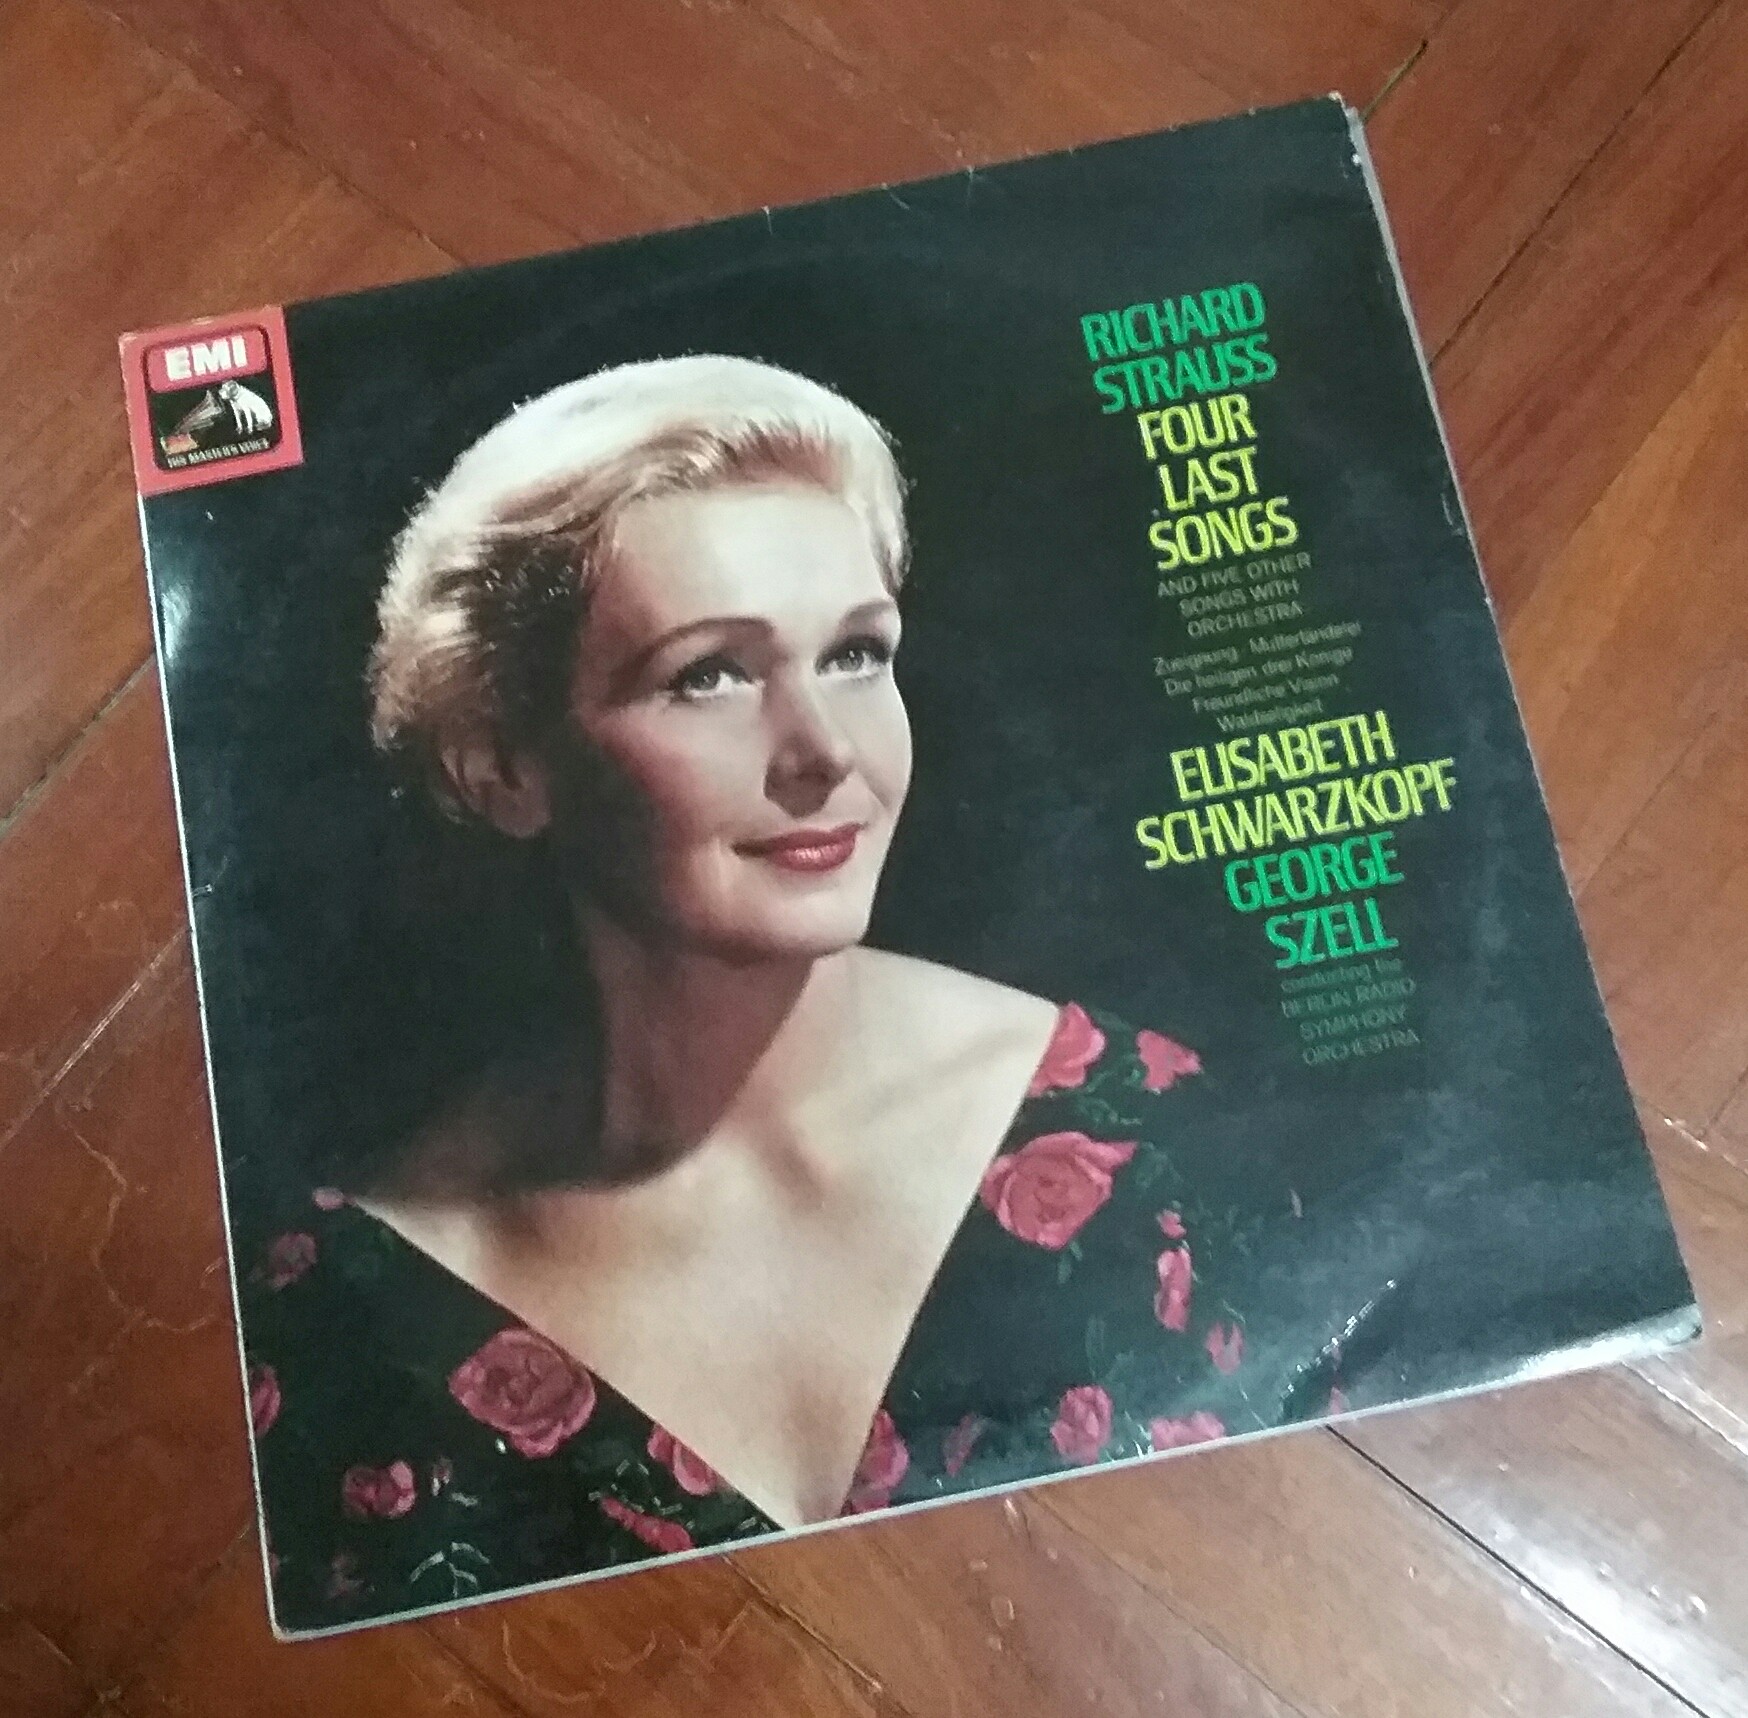 EMI
HIS MASTER'S VOICE
RICHARD
STRAUSS
FOUR
LAST
SONGS
AND FIVE OTHER
SONGS WITH
ORCHESTRA
Zueignung Muttertändelei
Die heiligen drei Könige
Freundliche Vision
Waldseligkeit
ELISABETH
SCHWARZKOPF
GEORGE
SZELL
conducting the
BERLIN RADIO
SYMPHONY
ORCHESTRA